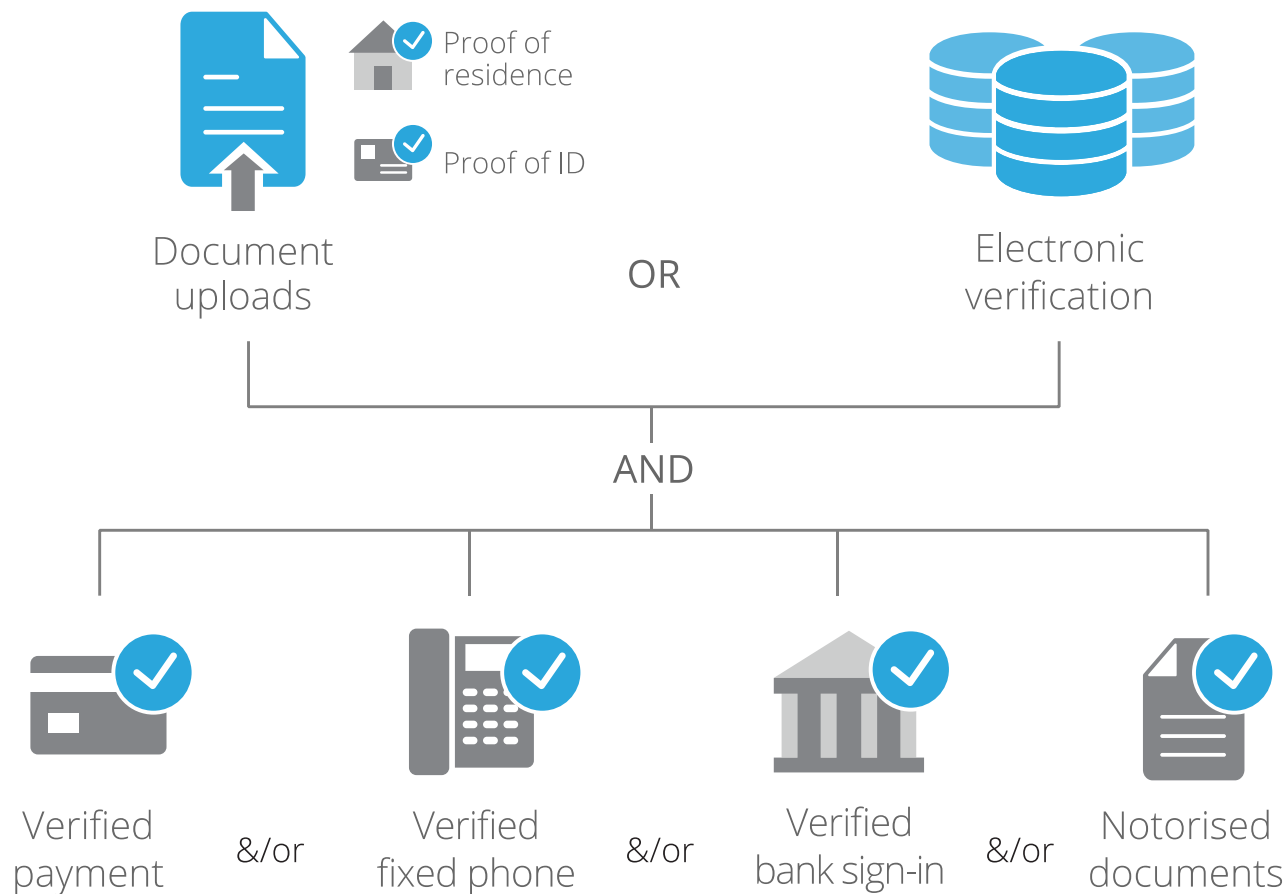 Proof of
residence
Proof of ID
Document
uploads
OR
Electronic
verification
AND
Verified
payment
&/or
Verified
fixed phone
&/or
Verified
bank sign-in
&/or
Notorised
documents